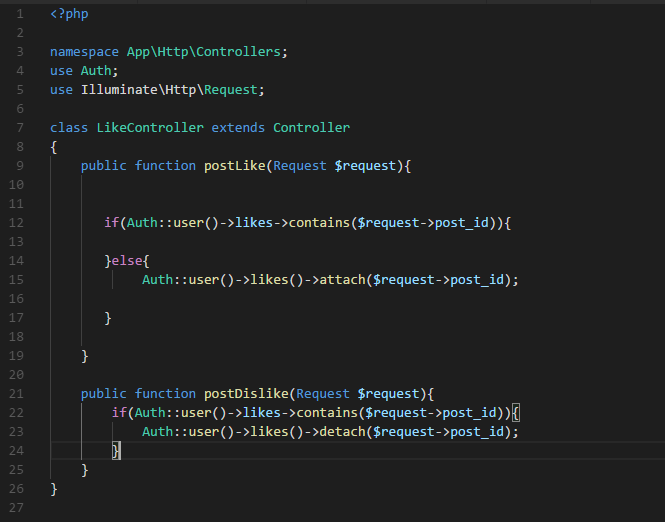 1 <?php
2
3 namespace App\Http\Controllers;
4 use Auth;
5 use Illuminate\Http\Request;
6
7 class LikeController extends Controller
8 {
9     public function postLike(Request $request){
10
11
12        if(Auth::user()->likes->contains($request->post_id)){
13
14        }else{
15             Auth::user()->likes()->attach($request->post_id);
16
17        }
18
19     }
20
21     public function postDislike(Request $request){
22         if(Auth::user()->likes->contains($request->post_id)){
23             Auth::user()->likes()->detach($request->post_id);
24         }
25     }
26 }
27